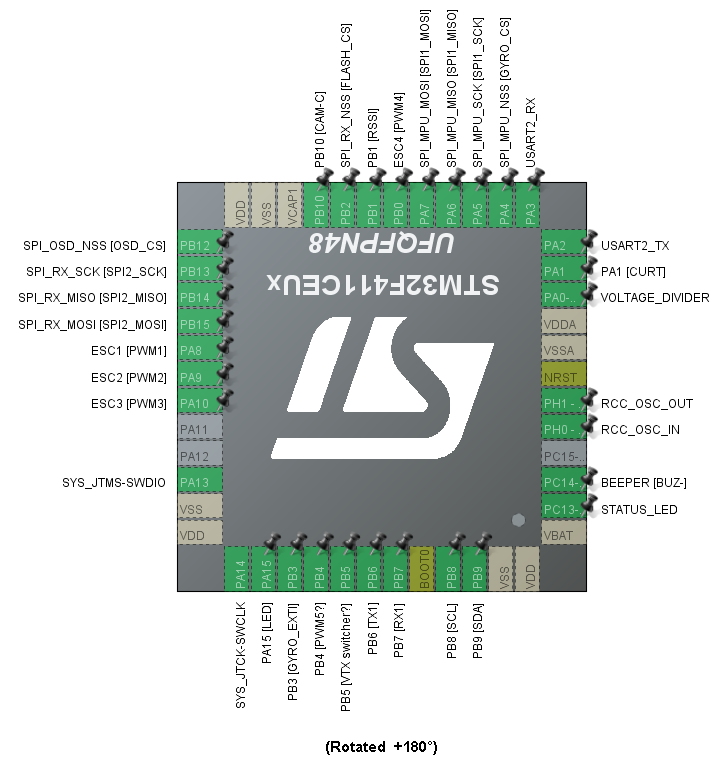 PB10 [CAM-C]
SPI_RX_NSS [FLASH_CS]
PB1 [RSSI]
ESC4 [PWM4]
SPI_MPU_MOSI [SPI1_MOSI]
SPI_MPU_MISO [SPI1_MISO]
SPI_MPU_SCK [SPI1_SCK]
SPI_MPU_NSS [GYRO_CS]
USART2_RX
VDD
VSS
VCAP1
PB10
PB2
PB1
PB0
PA7
PA6
PA5
PA4
PA3
SPI_OSD_NSS [OSD_CS]
PB12
SPI_RX_SCK [SPI2_SCK]
PB13
SPI_RX_MISO [SPI2_MISO]
PB14
SPI_RX_MOSI [SPI2_MOSI]
PB15
ESC1 [PWM1]
PA8
ESC2 [PWM2]
PA9
ESC3 [PWM3]
PA10
PA11
PA12
SYS_JTMS-SWDIO
PA13
VSS
VDD
UFQFPN48
STM32F411CEUx
PA2
USART2_TX
PA1
PA1 [CURT]
PA0-..
VOLTAGE_DIVIDER
VDDA
VSSA
NRST
PH1 - ..
RCC_OSC_OUT
PH0 - ..
RCC_OSC_IN
PC15-..
PC14-..
BEEPER [BUZ-]
PC13-..
STATUS_LED
VBAT
PA14
PA15
PB3
PB4
PB5
PB6
PB7
BOOT0
PB8
PB9
VSS
VDD
SYS_JTCK-SWCLK
PA15 [LED]
PB3 [GYRO_EXTI]
PB4 [PWM5?]
PB5 [VTX switcher?]
PB6 [TX1]
PB7 [RX1]
PB8 [SCL]
PB9 [SDA]
(Rotated +180°)